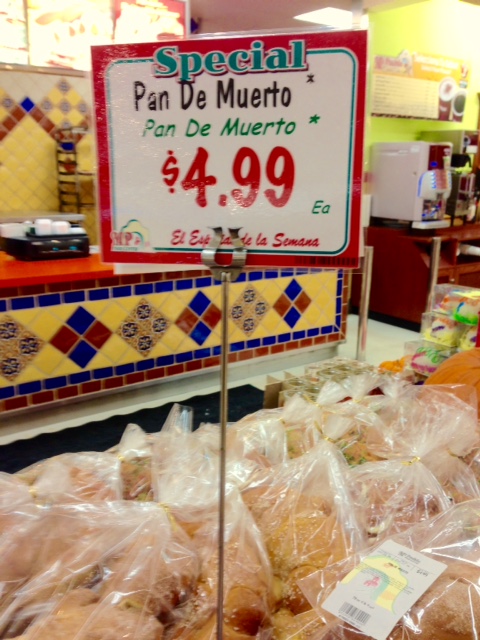 Special
Pan De Muerto *
Pan De Muerto *
$4.99
Ea
El Especial de la Semana